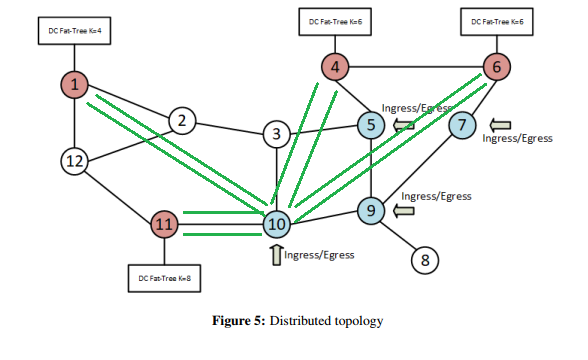 DC Fat-Tree K=4
DC Fat-Tree K=6
DC Fat-Tree K=6
4
6
1
Ingress/Egress
2
5
7
3
Ingress/Egress
12
Ingress/Egress
9
11
10
Ingress/Egress
8
DC Fat-Tree K=8
Figure 5: Distributed topology